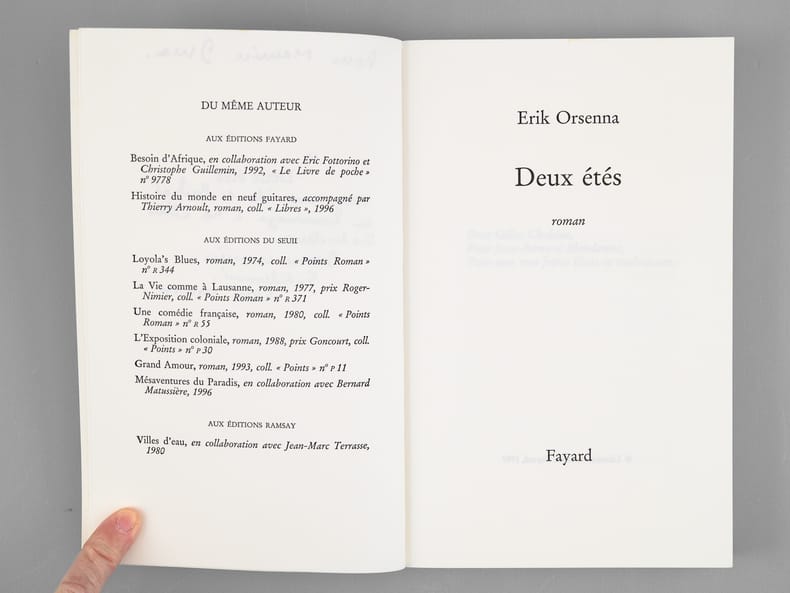 DU MÊME AUTEUR
AUX ÉDITIONS FAYARD
Besoin d'Afrique, en collaboration avec Eric Fottorino et
Christophe Guillemin, 1992, « Le Livre de poche »
n° 9778
Histoire du monde en neuf guitares, accompagné par
Thierry Arnoult, roman, coll. « Libres », 1996
AUX ÉDITIONS DU SEUIL
Loyola's Blues, roman, 1974, coll. « Points Roman »
n° R 344
La Vie comme à Lausanne, roman, 1977, prix Roger-
Nimier, coll. « Points Roman » n° R 371
Une comédie française, roman, 1980, coll. « Points
Roman » n° R 55
L'Exposition coloniale, roman, 1988, prix Goncourt, coll.
« Points » n° P 30
Grand Amour, roman, 1993, coll. « Points » n° P 11
Mésaventures du Paradis, en collaboration avec Bernard
Matussière, 1996
AUX ÉDITIONS RAMSAY
Villes d'eau, en collaboration avec Jean-Marc Terrasse,
1980
Erik Orsenna
Deux étés
roman
Fayard